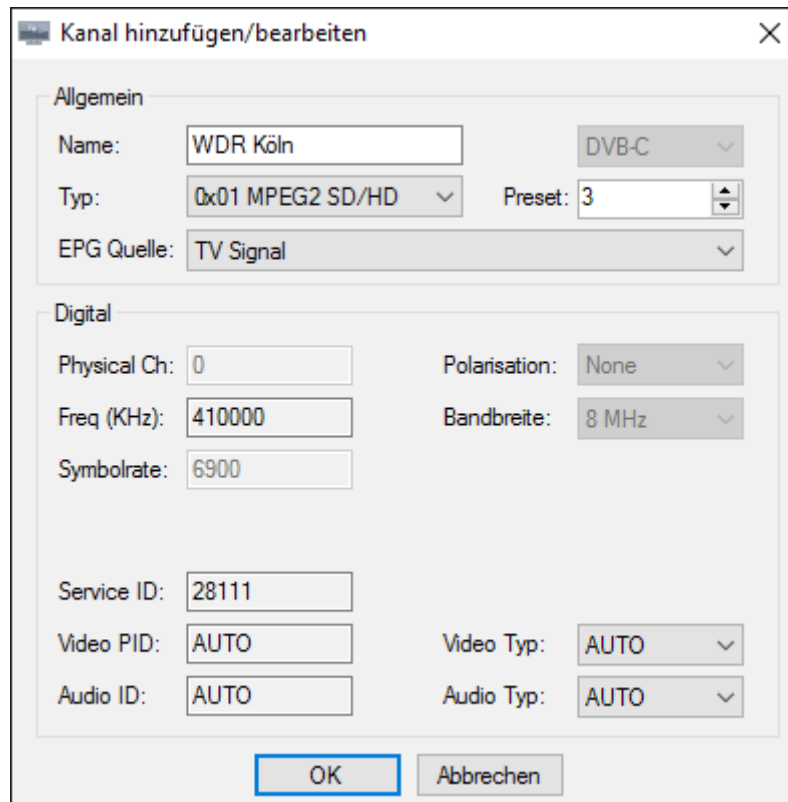 Kanal hinzufügen/bearbeiten
Allgemein
Name: WDR Köln DVB-C
Typ: 0x01 MPEG2 SD/HD Preset: 3
EPG Quelle: TV Signal
Digital
Physical Ch: 0 Polarisation: None
Freq (KHz): 410000 Bandbreite: 8 MHz
Symbolrate: 6900
Service ID: 28111
Video PID: AUTO Video Typ: AUTO
Audio ID: AUTO Audio Typ: AUTO
OK Abbrechen